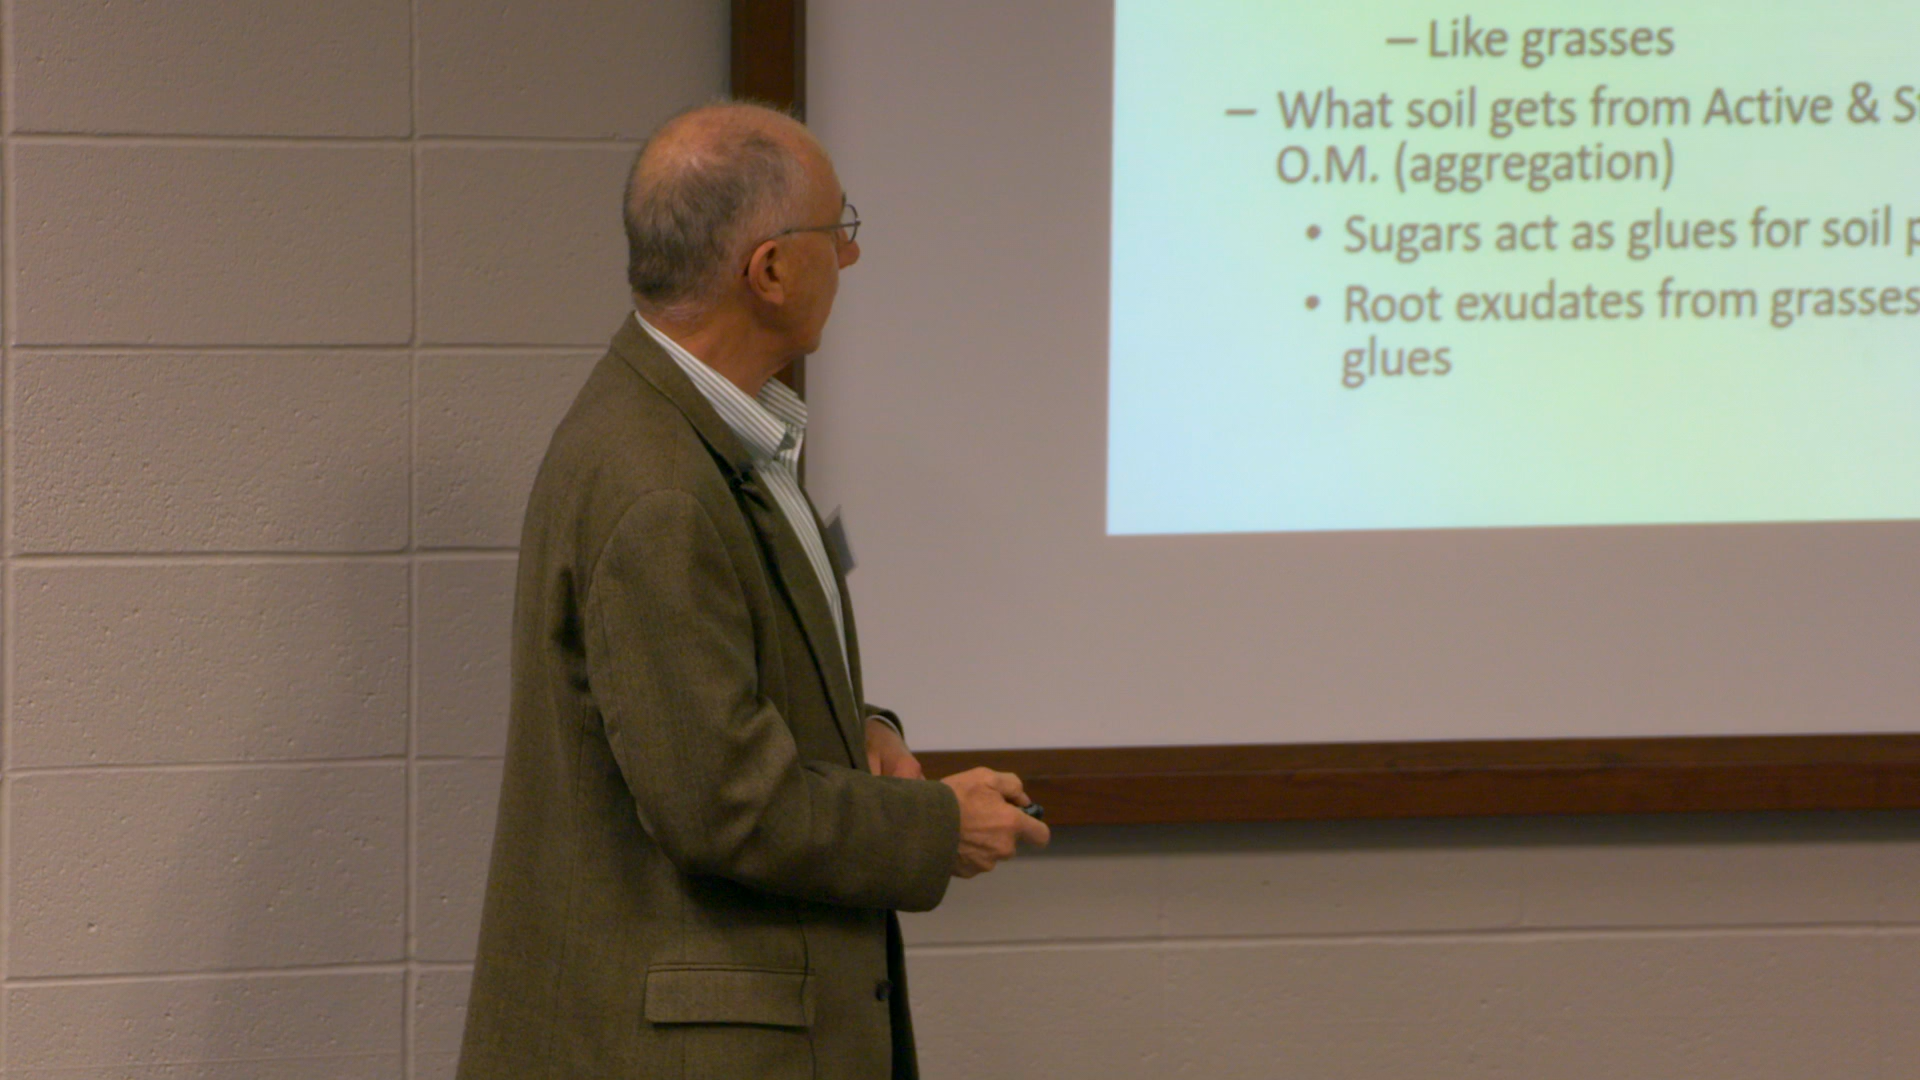 – Like grasses
– What soil gets from Active &
O.M. (aggregation)
• Sugars act as glues for soil
• Root exudates from grasses
glues